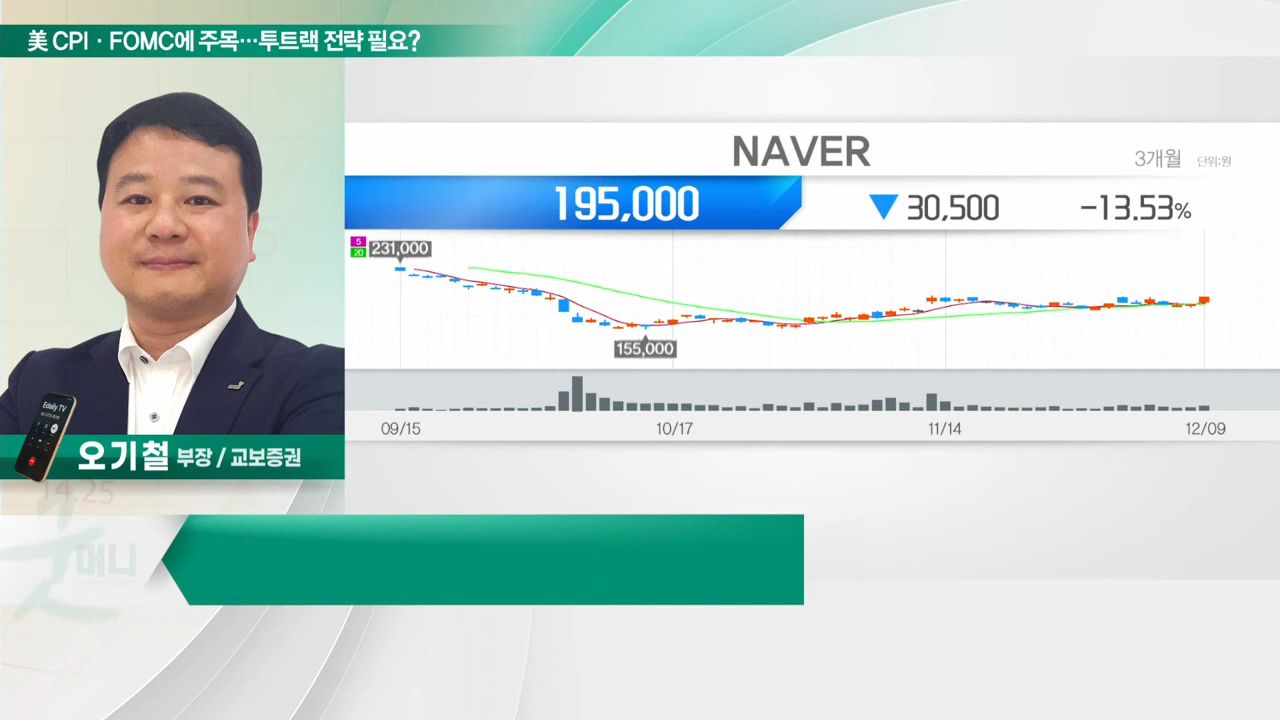 美 CPI · FOMC에 주목…투트랙 전략 필요?
NAVER
3개월 단위:원
195,000 ▼ 30,500 -13.53%
5
20
231,000
155,000
09/15 10/17 11/14 12/09
Edaily TV
오기철 부장 / 교보증권
14.25
굿
머니